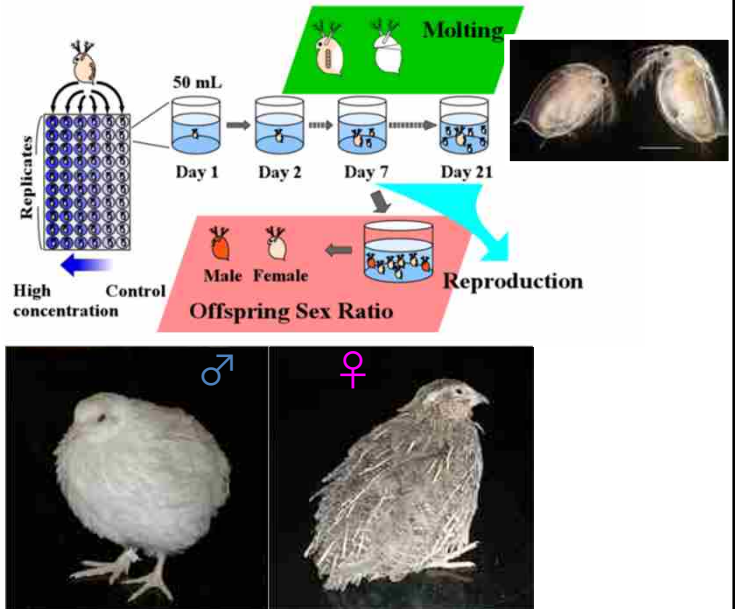 Molting
50 mL
Replicates
Day 1
Day 2
Day 7
Day 21
Male
Female
Reproduction
High
concentration
Control
Offspring Sex Ratio
♂
♀